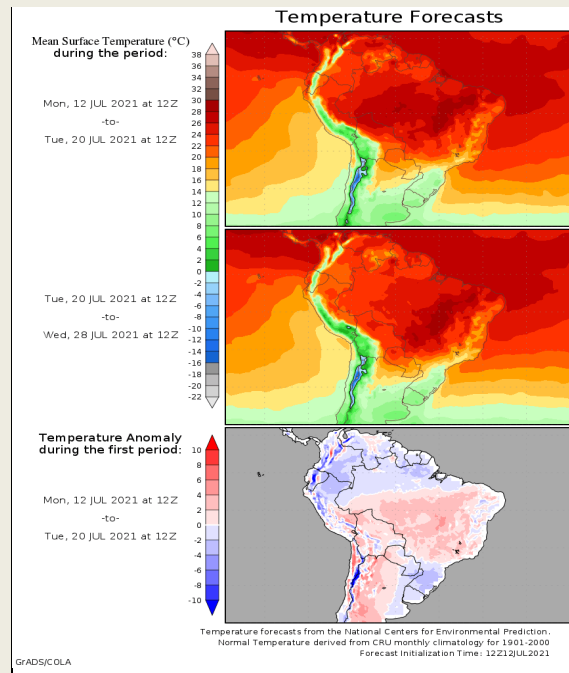 Temperature Forecasts
Mean Surface Temperature (°C)
during the period:
38
36
34
32
30
28
26
24
22
20
18
16
14
12
10
8
6
4
2
0
-2
-4
-6
-8
-10
-12
-14
-16
-18
-20
-22
Mon, 12 JUL 2021 at 12Z
-to-
Tue, 20 JUL 2021 at 12Z
Tue, 20 JUL 2021 at 12Z
-to-
Wed, 28 JUL 2021 at 12Z
Temperature Anomaly
during the first period:
10
8
6
4
2
0
-2
-4
-6
-8
-10
Mon, 12 JUL 2021 at 12Z
-to-
Tue, 20 JUL 2021 at 12Z
Temperature forecasts from the National Centers for Environmental Prediction.
Normal Temperature derived from CRU monthly climatology for 1901-2000
Forecast Initialization Time: 12Z12JUL2021
GrADS/COLA